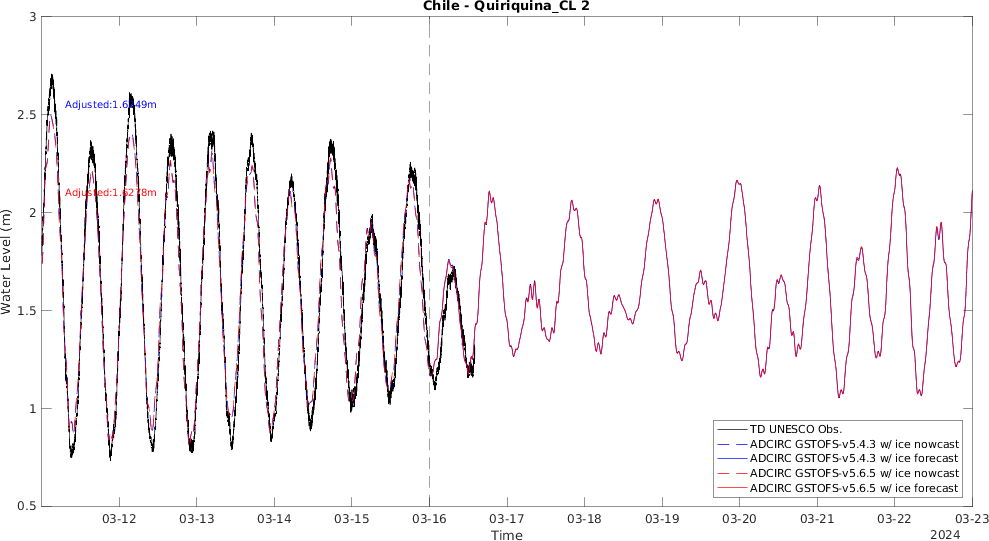 Chile - Quiriquina_CL 2
3
2.5
2
1.5
1
0.5
Water Level (m)
Adjusted:1.6349m
Adjusted:1.6278m
TD UNESCO Obs.
ADCIRC GSTOFS-v5.4.3 w/ ice nowcast
ADCIRC GSTOFS-v5.4.3 w/ ice forecast
ADCIRC GSTOFS-v5.6.5 w/ ice nowcast
ADCIRC GSTOFS-v5.6.5 w/ ice forecast
03-12 03-13 03-14 03-15 03-16 03-17 03-18 03-19 03-20 03-21 03-22 03-23
Time
2024